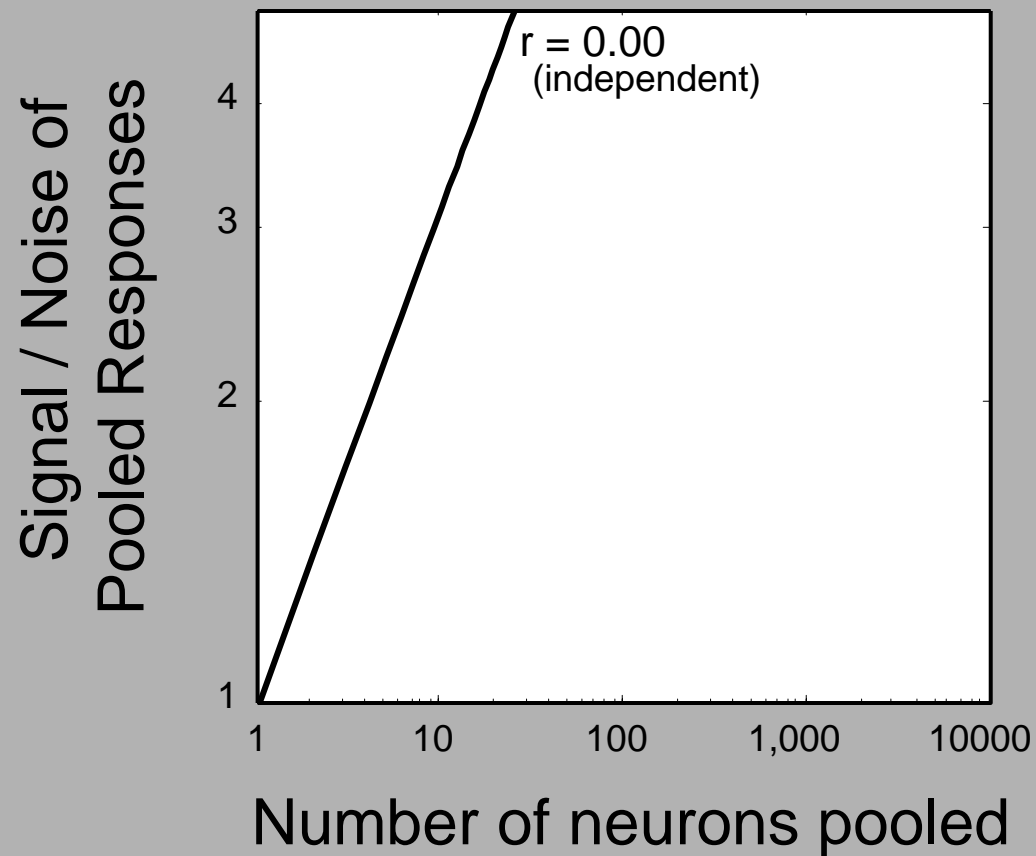 Signal / Noise of
Pooled Responses
4
3
2
1
r = 0.00
(independent)
1
10
100
1,000
10000
Number of neurons pooled